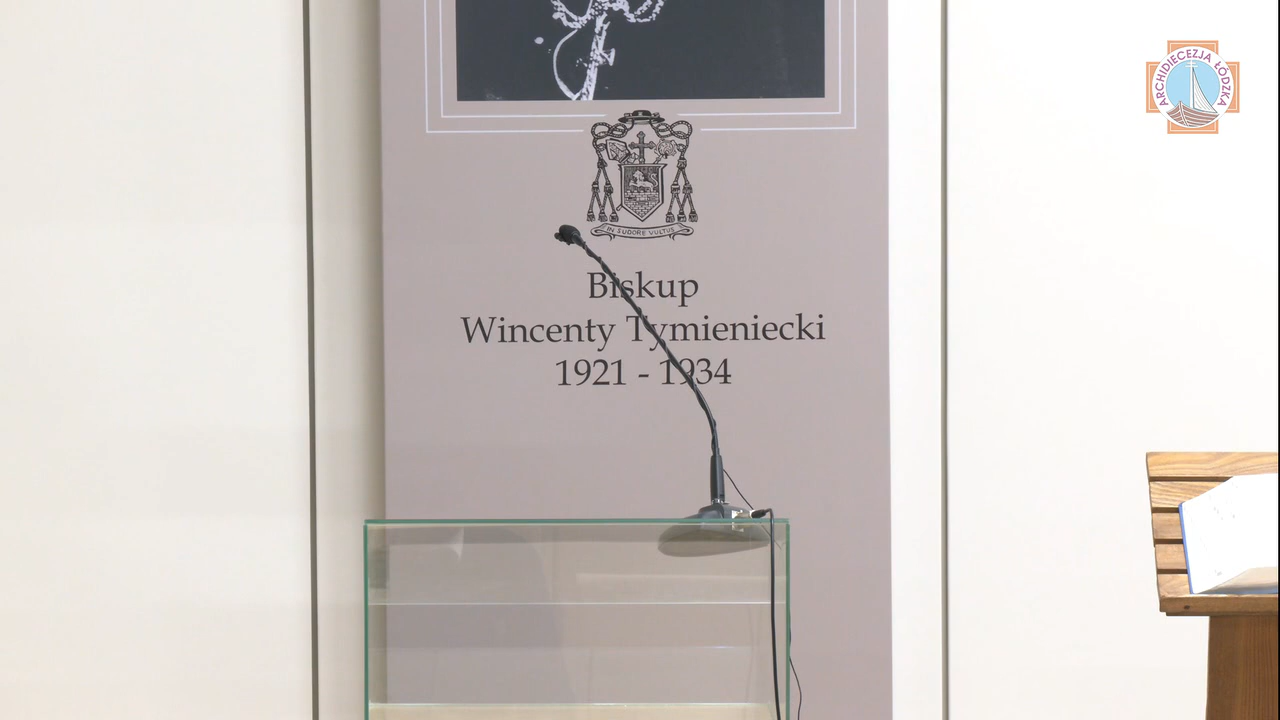 ARCHIDIECEZJA ŁÓDZKA
IN SUDORE VULTUS
Biskup
Wincenty Tymieniecki
1921 - 1934